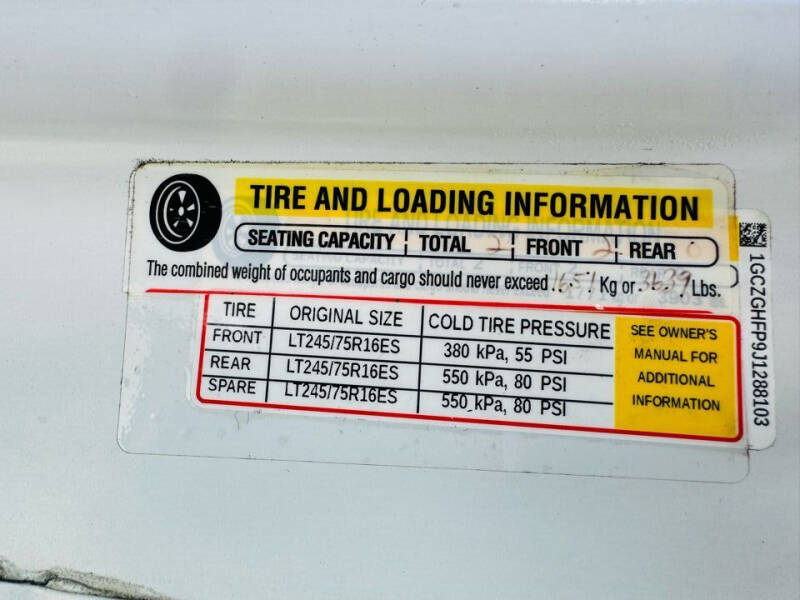 TIRE AND LOADING INFORMATION
SEATING CAPACITY TOTAL 2 FRONT 2 REAR 0
The combined weight of occupants and cargo should never exceed 1651 Kg or 3639 Lbs.
TIRE ORIGINAL SIZE COLD TIRE PRESSURE
FRONT LT245/75R16ES 380 kPa, 55 PSI
REAR LT245/75R16ES 550 kPa, 80 PSI
SPARE LT245/75R16ES 550 kPa, 80 PSI
SEE OWNER'S
MANUAL FOR
ADDITIONAL
INFORMATION
1GCZGHFP9J1288103